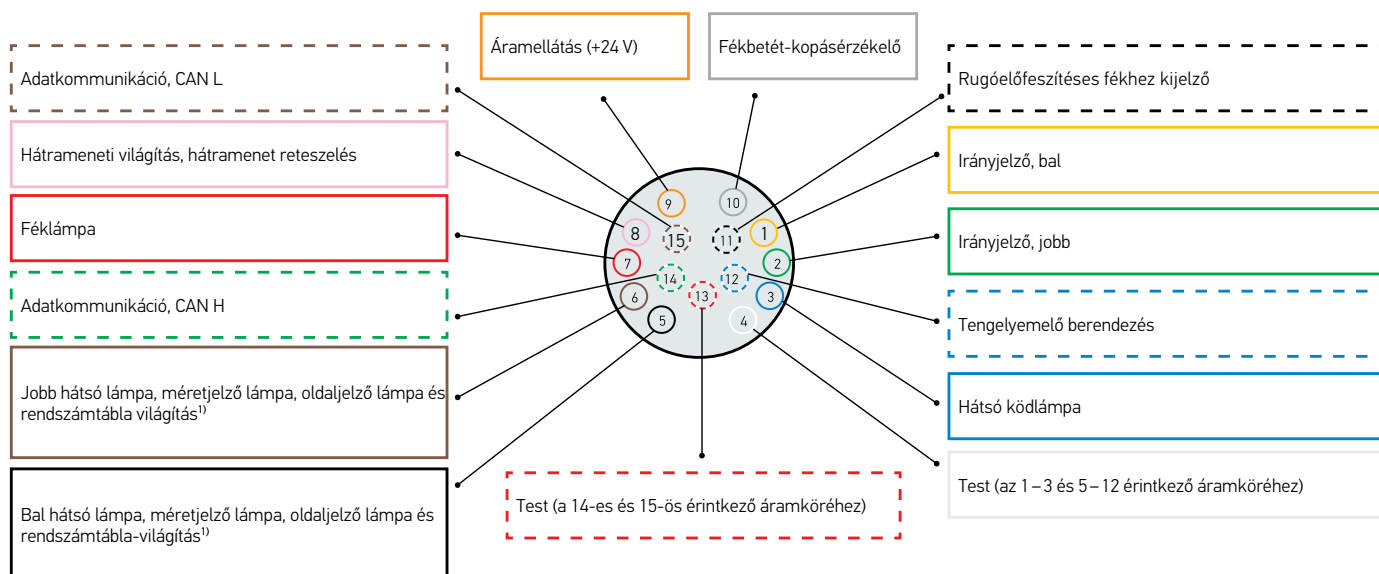 Áramellátás (+24 V)
Fékbetét-kopásérzékelő
Adatkommunikáció, CAN L
Hátrameneti világítás, hátramenet reteszelés
Féklámpa
Adatkommunikáció, CAN H
Jobb hátsó lámpa, méretjelző lámpa, oldaljelző lámpa és
rendszámtábla világítás¹⁾
Bal hátsó lámpa, méretjelző lámpa, oldaljelző lámpa és
rendszámtábla-világítás¹⁾
9
10
8
15
11
1
7
14
12
2
6
13
3
5
4
Test (a 14-es és 15-ös érintkező áramköréhez)
Rugóelőfeszítéses fékhez kijelző
Irányjelző, bal
Irányjelző, jobb
Tengelyemelő berendezés
Hátsó ködlámpa
Test (az 1–3 és 5–12 érintkező áramköréhez)